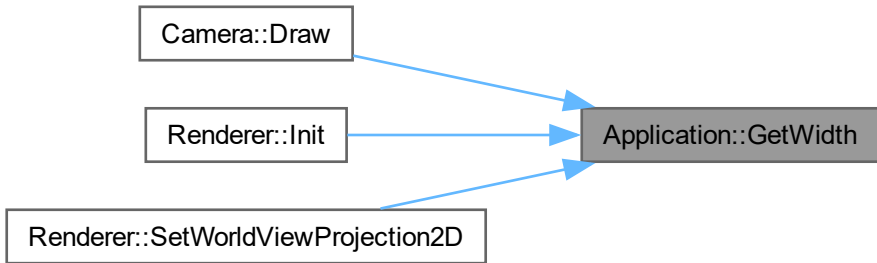 Camera::Draw
Renderer::Init
Application::GetWidth
Renderer::SetWorldViewProjection2D